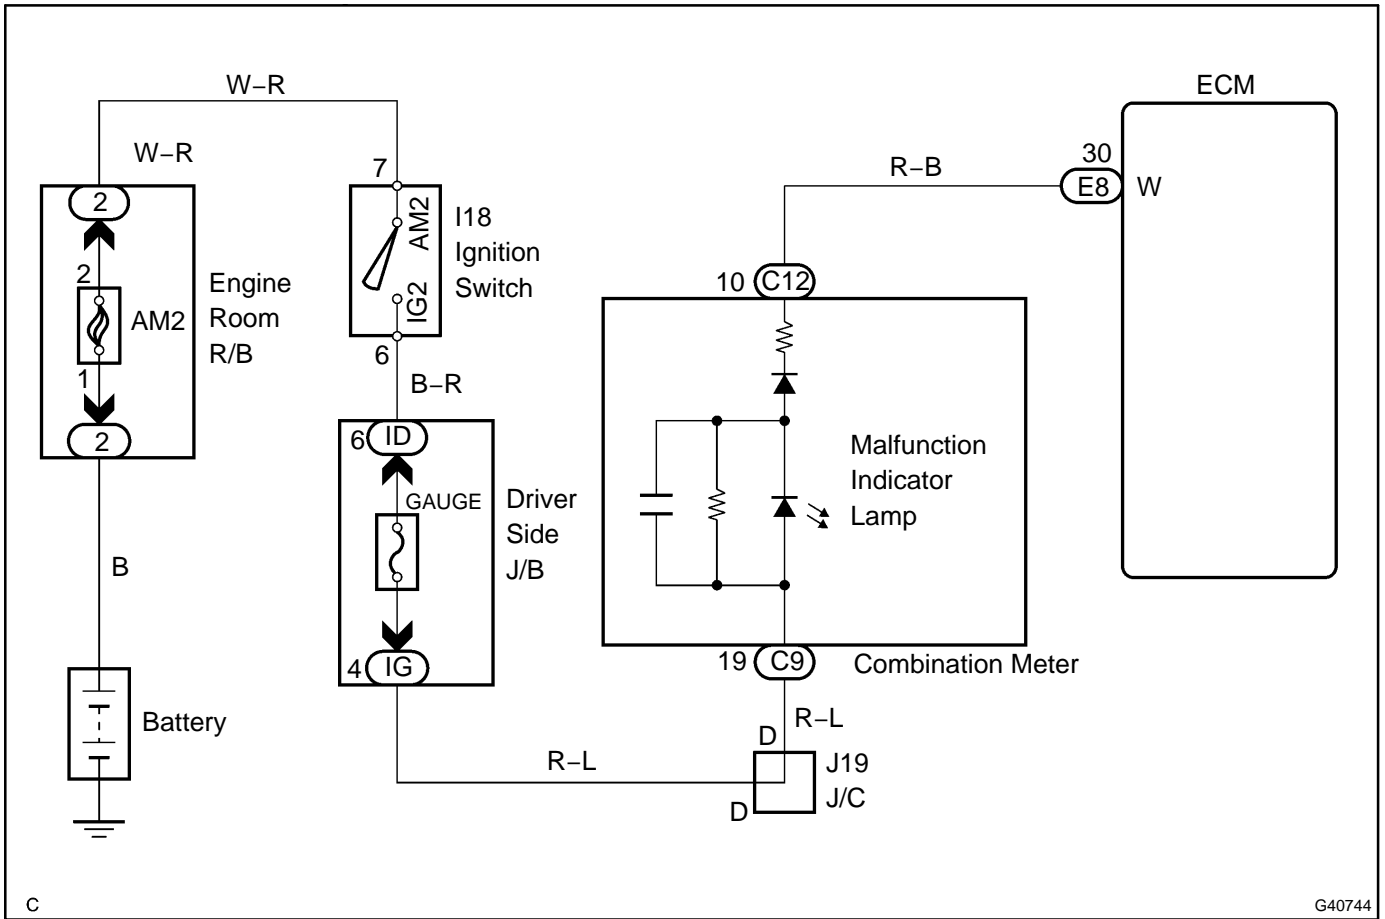 W–R
W–R
2
2
AM2
1
2
Engine
Room
R/B
B
Battery
7
AM2
IG2
6
I18
Ignition
Switch
B–R
6
ID
GAUGE
4
IG
Driver
Side
J/B
R–L
D
D
R–L
J19
J/C
19
C9
Combination Meter
Malfunction
Indicator
Lamp
10
C12
R–B
30
E8
W
ECM
C
G40744